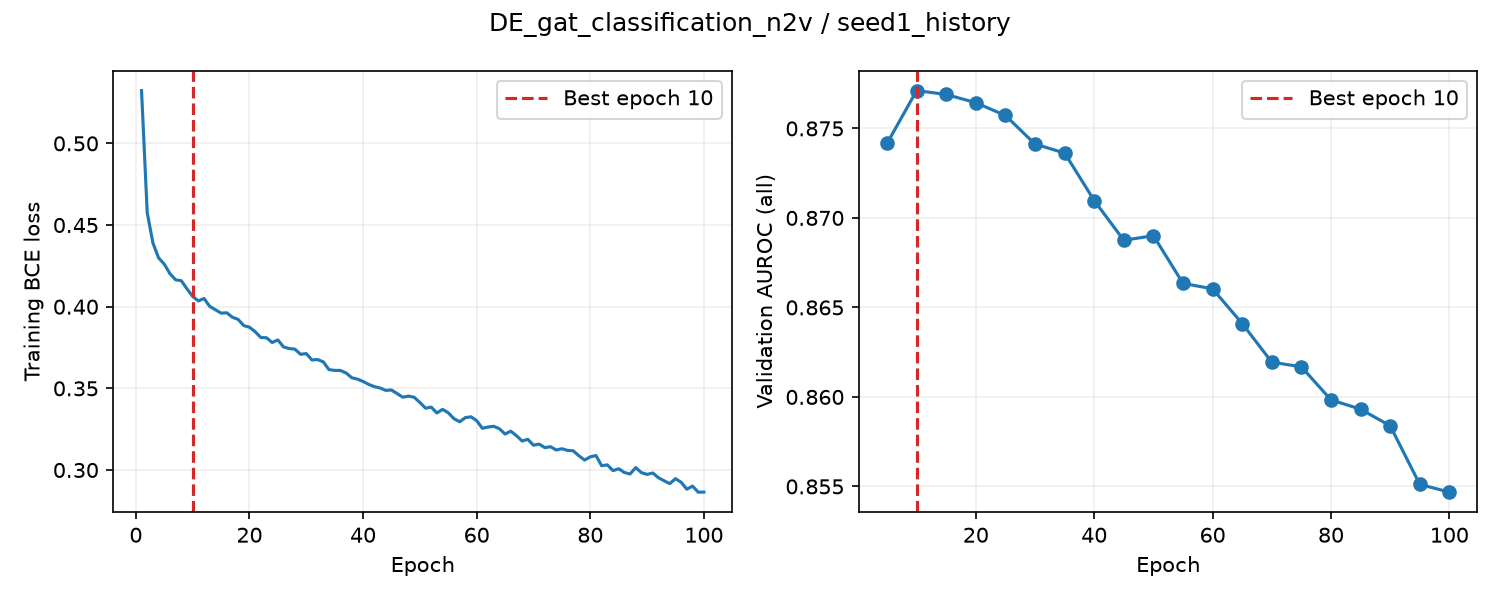 DE_gat_classification_n2v / seed1_history
Training BCE loss
0.50
0.45
0.40
0.35
0.30
0 20 40 60 80 100
Epoch
Best epoch 10
Validation AUROC (all)
0.875
0.870
0.865
0.860
0.855
20 40 60 80 100
Epoch
Best epoch 10